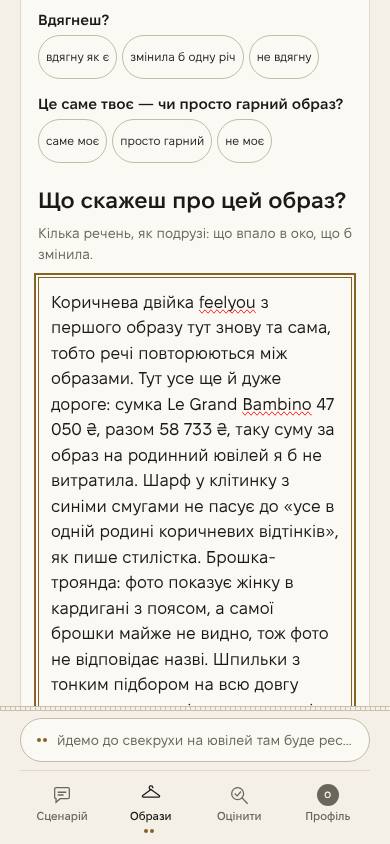 Вдягнеш?
вдягну як є
змінила б одну річ
не вдягну
Це саме твоє — чи просто гарний образ?
саме моє
просто гарний
не моє
Що скажеш про цей образ?
Кілька речень, як подрузі: що впало в око, що б
змінила.
Коричнева двійка feelyou з
першого образу тут знову та сама,
тобто речі повторюються між
образами. Тут усе ще й дуже
дороге: сумка Le Grand Bambino 47
050 ₴, разом 58 733 ₴, таку суму за
образ на родинний ювілей я б не
витратила. Шарф у клітинку з
синіми смугами не пасує до «усе в
одній родині коричневих відтінків»,
як пише стилістка. Брошка-
троянда: фото показує жінку в
кардигані з поясом, а самої
брошки майже не видно, тож фото
не відповідає назві. Шпильки з
тонким підбором на всю довгу
йдемо до свекрухи на ювілей там буде рес...
Сценарій
Образи
Оцінити
О
Профіль